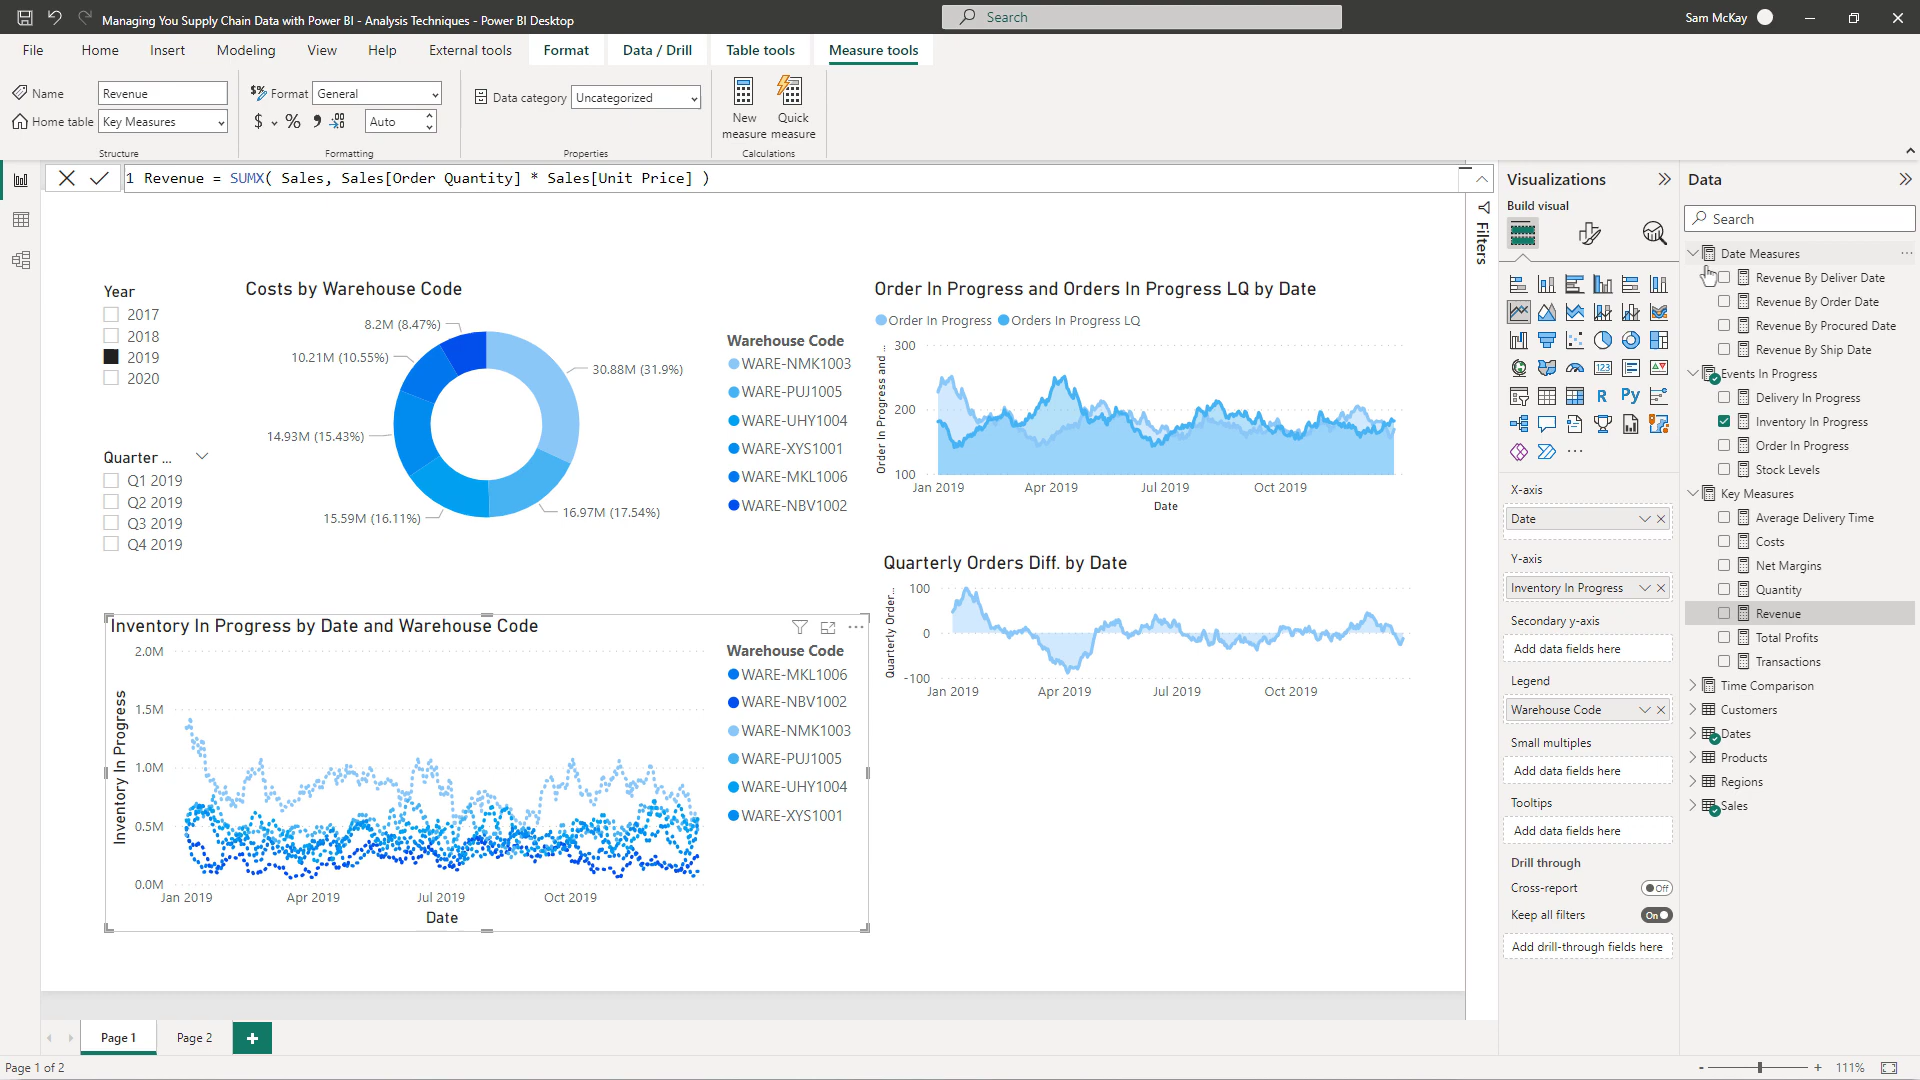 Managing You Supply Chain Data with Power BI - Analysis Techniques - Power BI Desktop
Search
Sam McKay
File
Home
Insert
Modeling
View
Help
External tools
Format
Data / Drill
Table tools
Measure tools
Name
Revenue
Home table
Key Measures
Structure
Format
General
$
%
Auto
Formatting
Data category
Uncategorized
Properties
New measure
Quick measure
Calculations
1 Revenue = SUMX( Sales, Sales[Order Quantity] * Sales[Unit Price] )
Year
2017
2018
2019
2020
Quarter ...
Q1 2019
Q2 2019
Q3 2019
Q4 2019
Costs by Warehouse Code
8.2M (8.47%)
10.21M (10.55%)
30.88M (31.9%)
14.93M (15.43%)
15.59M (16.11%)
16.97M (17.54%)
Warehouse Code
WARE-NMK1003
WARE-PUJ1005
WARE-UHY1004
WARE-XYS1001
WARE-MKL1006
WARE-NBV1002
Order In Progress and Orders In Progress LQ by Date
Order In Progress
Orders In Progress LQ
Order In Progress and ...
300
200
100
Jan 2019
Apr 2019
Jul 2019
Oct 2019
Date
Quarterly Orders Diff. by Date
Quarterly Order...
100
0
-100
Jan 2019
Apr 2019
Jul 2019
Oct 2019
Inventory In Progress by Date and Warehouse Code
Inventory In Progress
2.0M
1.5M
1.0M
0.5M
0.0M
Jan 2019
Apr 2019
Jul 2019
Oct 2019
Date
Warehouse Code
WARE-MKL1006
WARE-NBV1002
WARE-NMK1003
WARE-PUJ1005
WARE-UHY1004
WARE-XYS1001
Filters
Visualizations
Build visual
123
R
Py
X-axis
Date
Y-axis
Inventory In Progress
Secondary y-axis
Add data fields here
Legend
Warehouse Code
Small multiples
Add data fields here
Tooltips
Add data fields here
Drill through
Cross-report
Off
Keep all filters
On
Add drill-through fields here
Data
Search
Date Measures
Revenue By Deliver Date
Revenue By Order Date
Revenue By Procured Date
Revenue By Ship Date
Events In Progress
Delivery In Progress
Inventory In Progress
Order In Progress
Stock Levels
Key Measures
Average Delivery Time
Costs
Net Margins
Quantity
Revenue
Total Profits
Transactions
Time Comparison
Customers
Dates
Products
Regions
Sales
Page 1
Page 2
+
Page 1 of 2
- + 111%